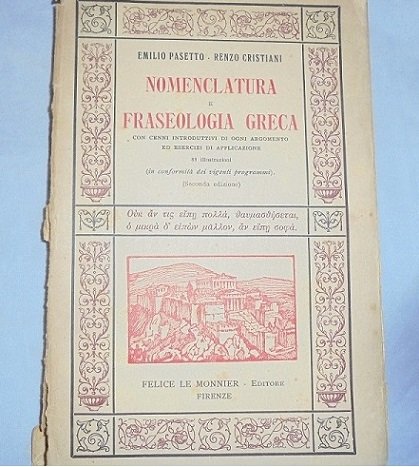 EMILIO PASETTO - RENZO CRISTIANI
NOMENCLATURA
E
FRASEOLOGIA GRECA
CON CENNI INTRODUTTIVI DI OGNI ARGOMENTO
ED ESERCIZI DI APPLICAZIONE
83 illustrazioni
(in conformità dei vigenti programmi).
(Seconda edizione)
Οὐκ ἄν τις εἴπῃ πολλά, θαυμασθήσεται,
ὁ μικρὰ δ' εἰπὼν μᾶλλον, ἂν εἴπῃ σοφά.
FELICE LE MONNIER - EDITORE
FIRENZE